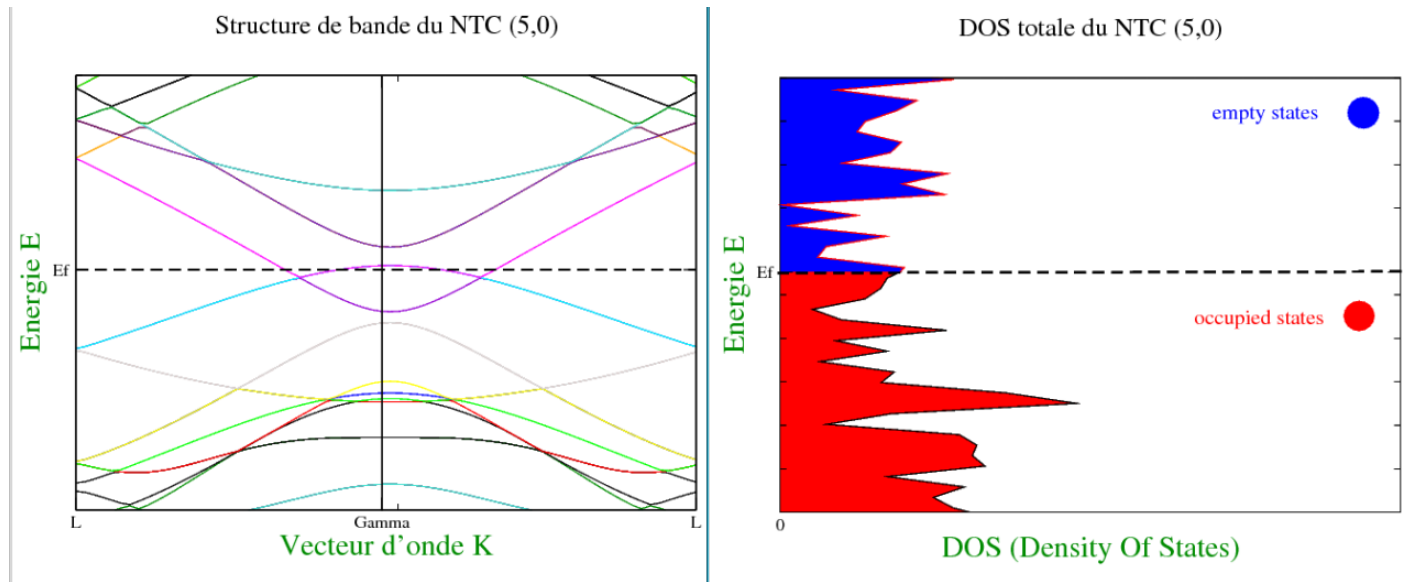 Structure de bande du NTC (5,0)
Energie E
Ef
L
Gamma
L
Vecteur d'onde K
DOS totale du NTC (5,0)
empty states
Energie E
Ef
occupied states
0
DOS (Density Of States)